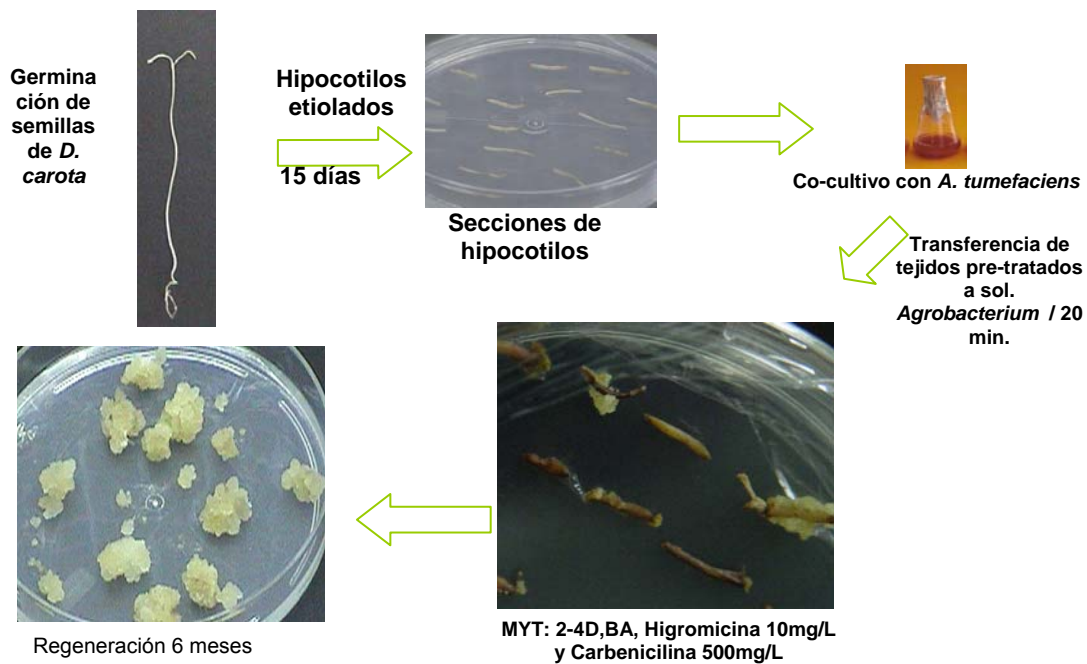 Germina
ción de
semillas
de D.
carota
Hipocotilos
etiolados
15 días
Secciones de
hipocotilos
Co-cultivo con A. tumefaciens
Transferencia de
tejidos pre-tratados
a sol.
Agrobacterium / 20
min.
MYT: 2-4D,BA, Higromicina 10mg/L
y Carbenicilina 500mg/L
Regeneración 6 meses